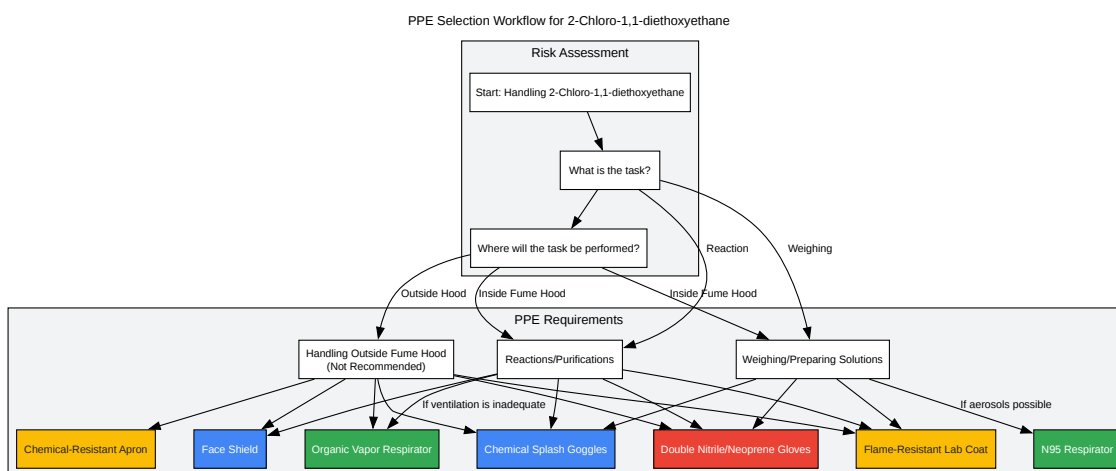 PPE Selection Workflow for 2-Chloro-1,1-diethoxyethane
Risk Assessment
Start: Handling 2-Chloro-1,1-diethoxyethane
What is the task?
Where will the task be performed?
Reaction
Weighing
Outside Hood
Inside Fume Hood
Inside Fume Hood
PPE Requirements
Handling Outside Fume Hood
(Not Recommended)
Reactions/Purifications
Weighing/Preparing Solutions
If ventilation is inadequate
If aerosols possible
Chemical-Resistant Apron
Face Shield
Organic Vapor Respirator
Chemical Splash Goggles
Double Nitrile/Neoprene Gloves
Flame-Resistant Lab Coat
N95 Respirator